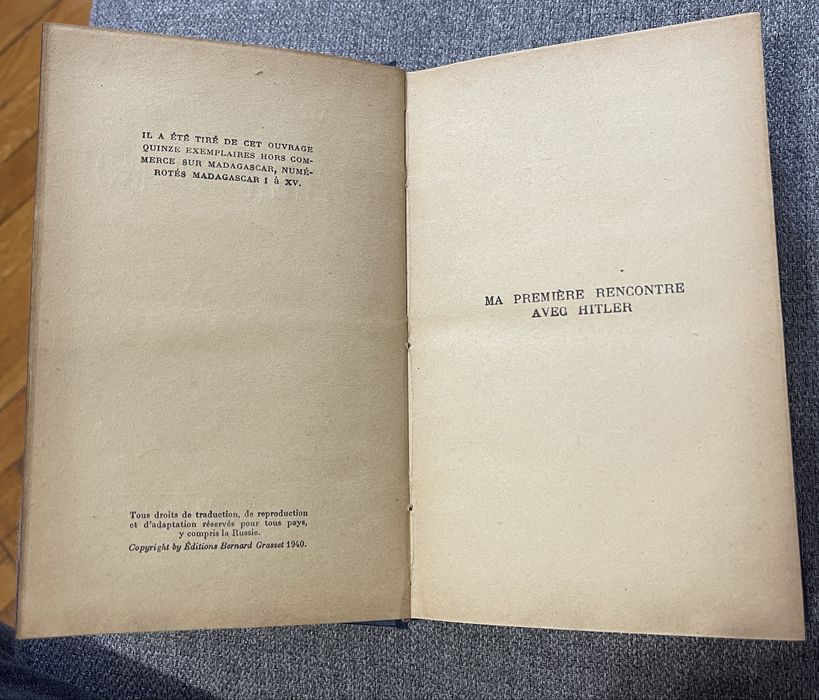 IL A ÉTÉ TIRÉ DE CET OUVRAGE
QUINZE EXEMPLAIRES HORS COM-
MERCE SUR MADAGASCAR, NUMÉ-
ROTÉS MADAGASCAR I à XV.
Tous droits de traduction, de reproduction
et d'adaptation réservés pour tous pays,
y compris la Russie.
Copyright by Éditions Bernard Grasset 1940.
MA PREMIÈRE RENCONTRE
AVEC HITLER